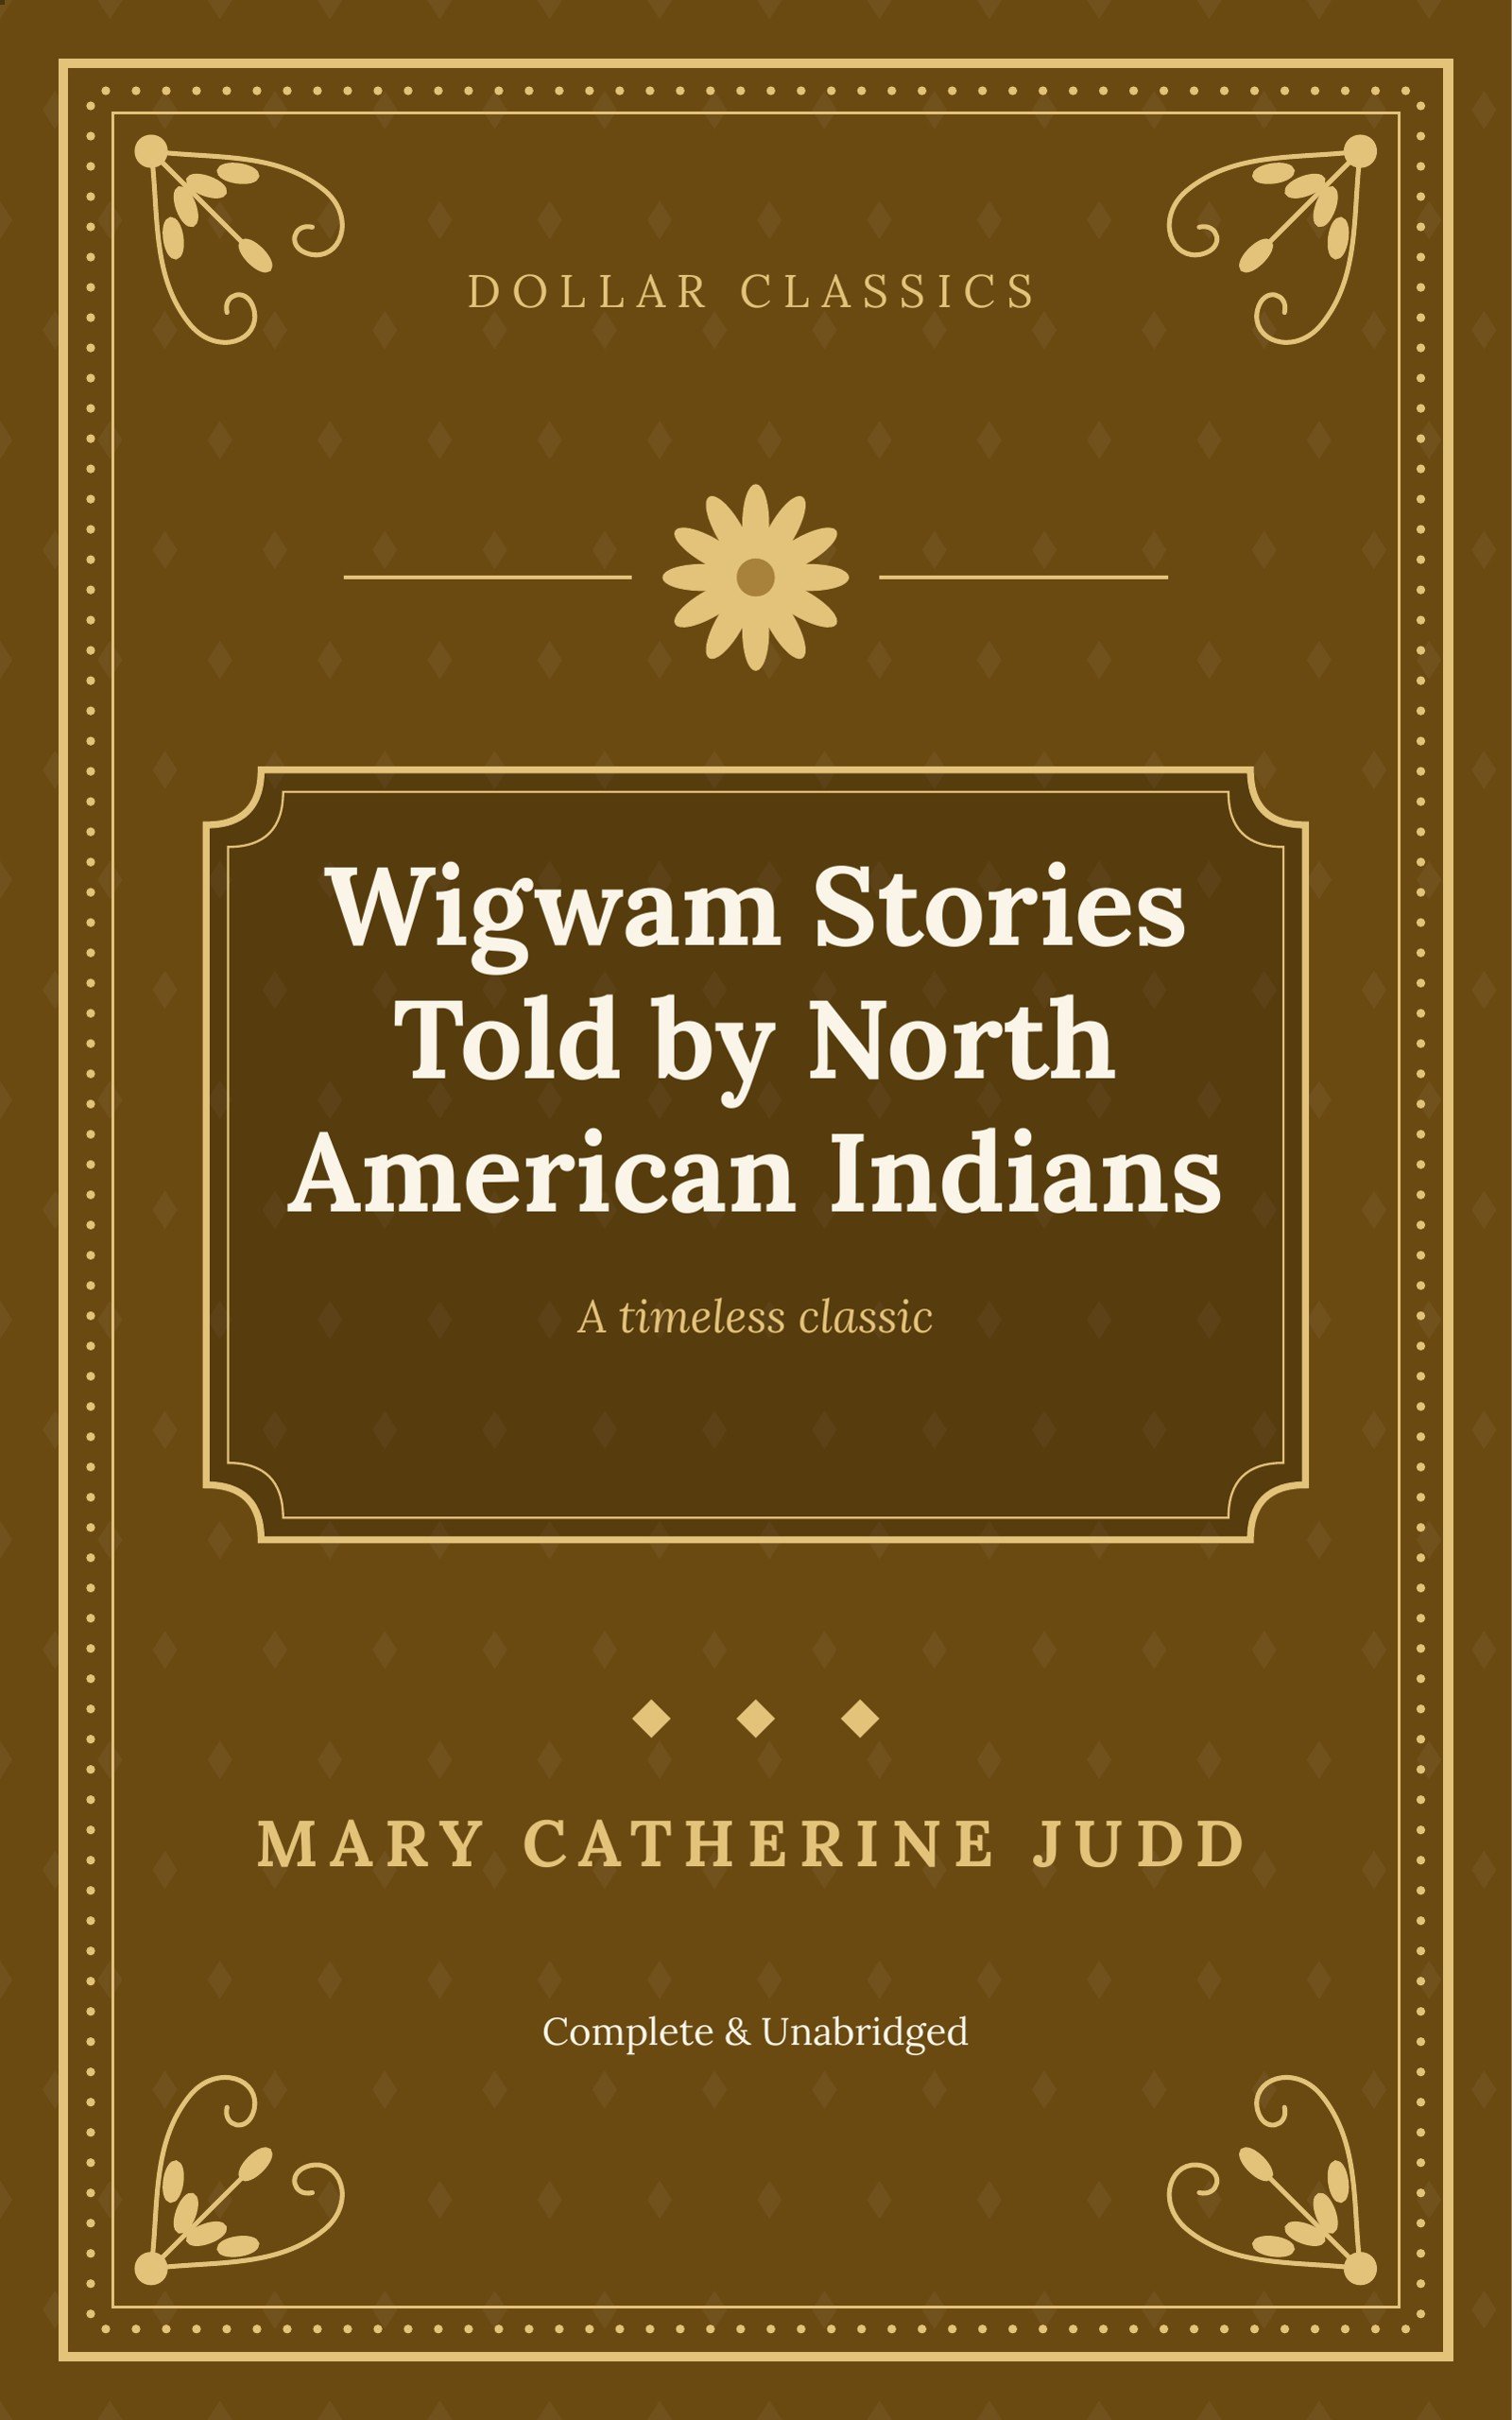 DOLLAR CLASSICS
Wigwam Stories
Told by North
American Indians
A timeless classic
MARY CATHERINE JUDD
Complete & Unabridged